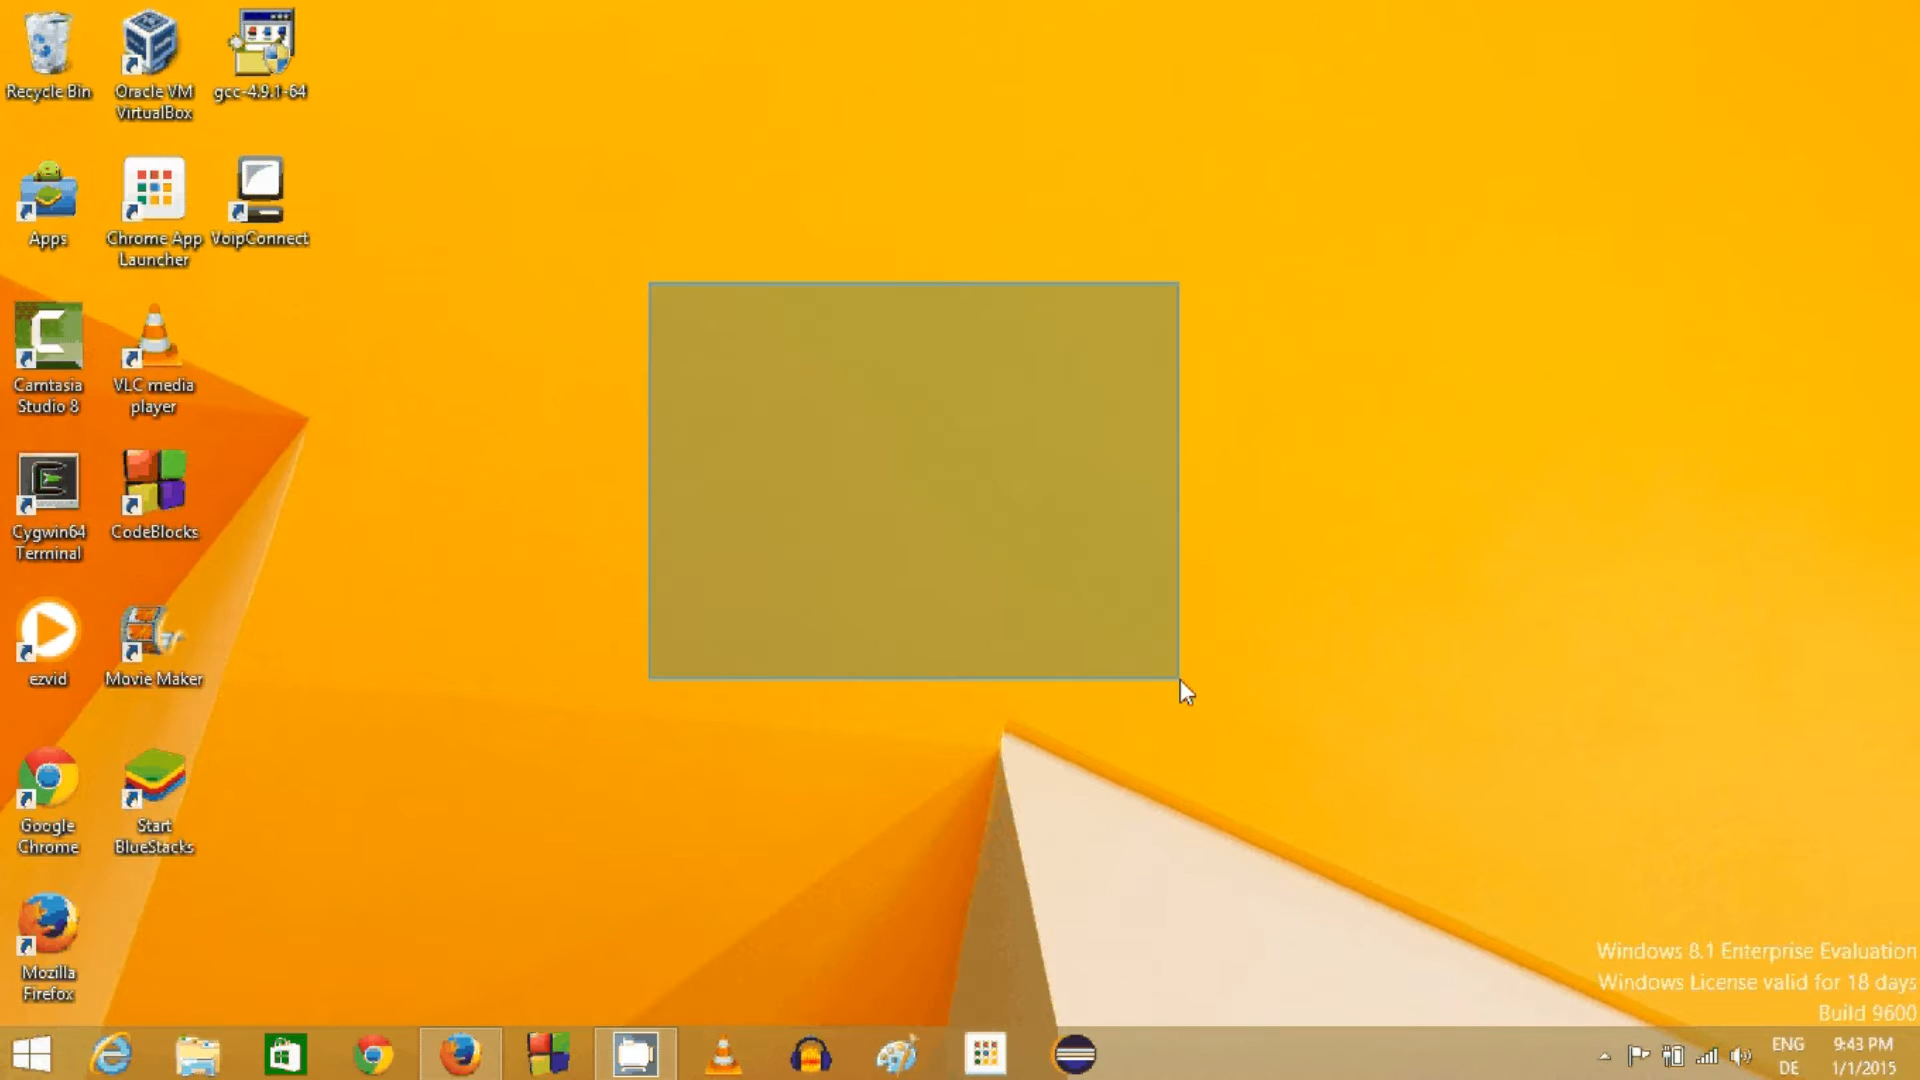 Recycle Bin
Oracle VM
VirtualBox
gcc-4.9.1-64
Apps
Chrome App
Launcher
VoipConnect
Camtasia
Studio 8
VLC media
player
Cygwin64
Terminal
CodeBlocks
ezvid
Movie Maker
Google
Chrome
Start
BlueStacks
Mozilla
Firefox
Windows 8.1 Enterprise Evaluation
Windows License valid for 18 days
Build 9600
ENG
DE
9:43 PM
1/1/2015